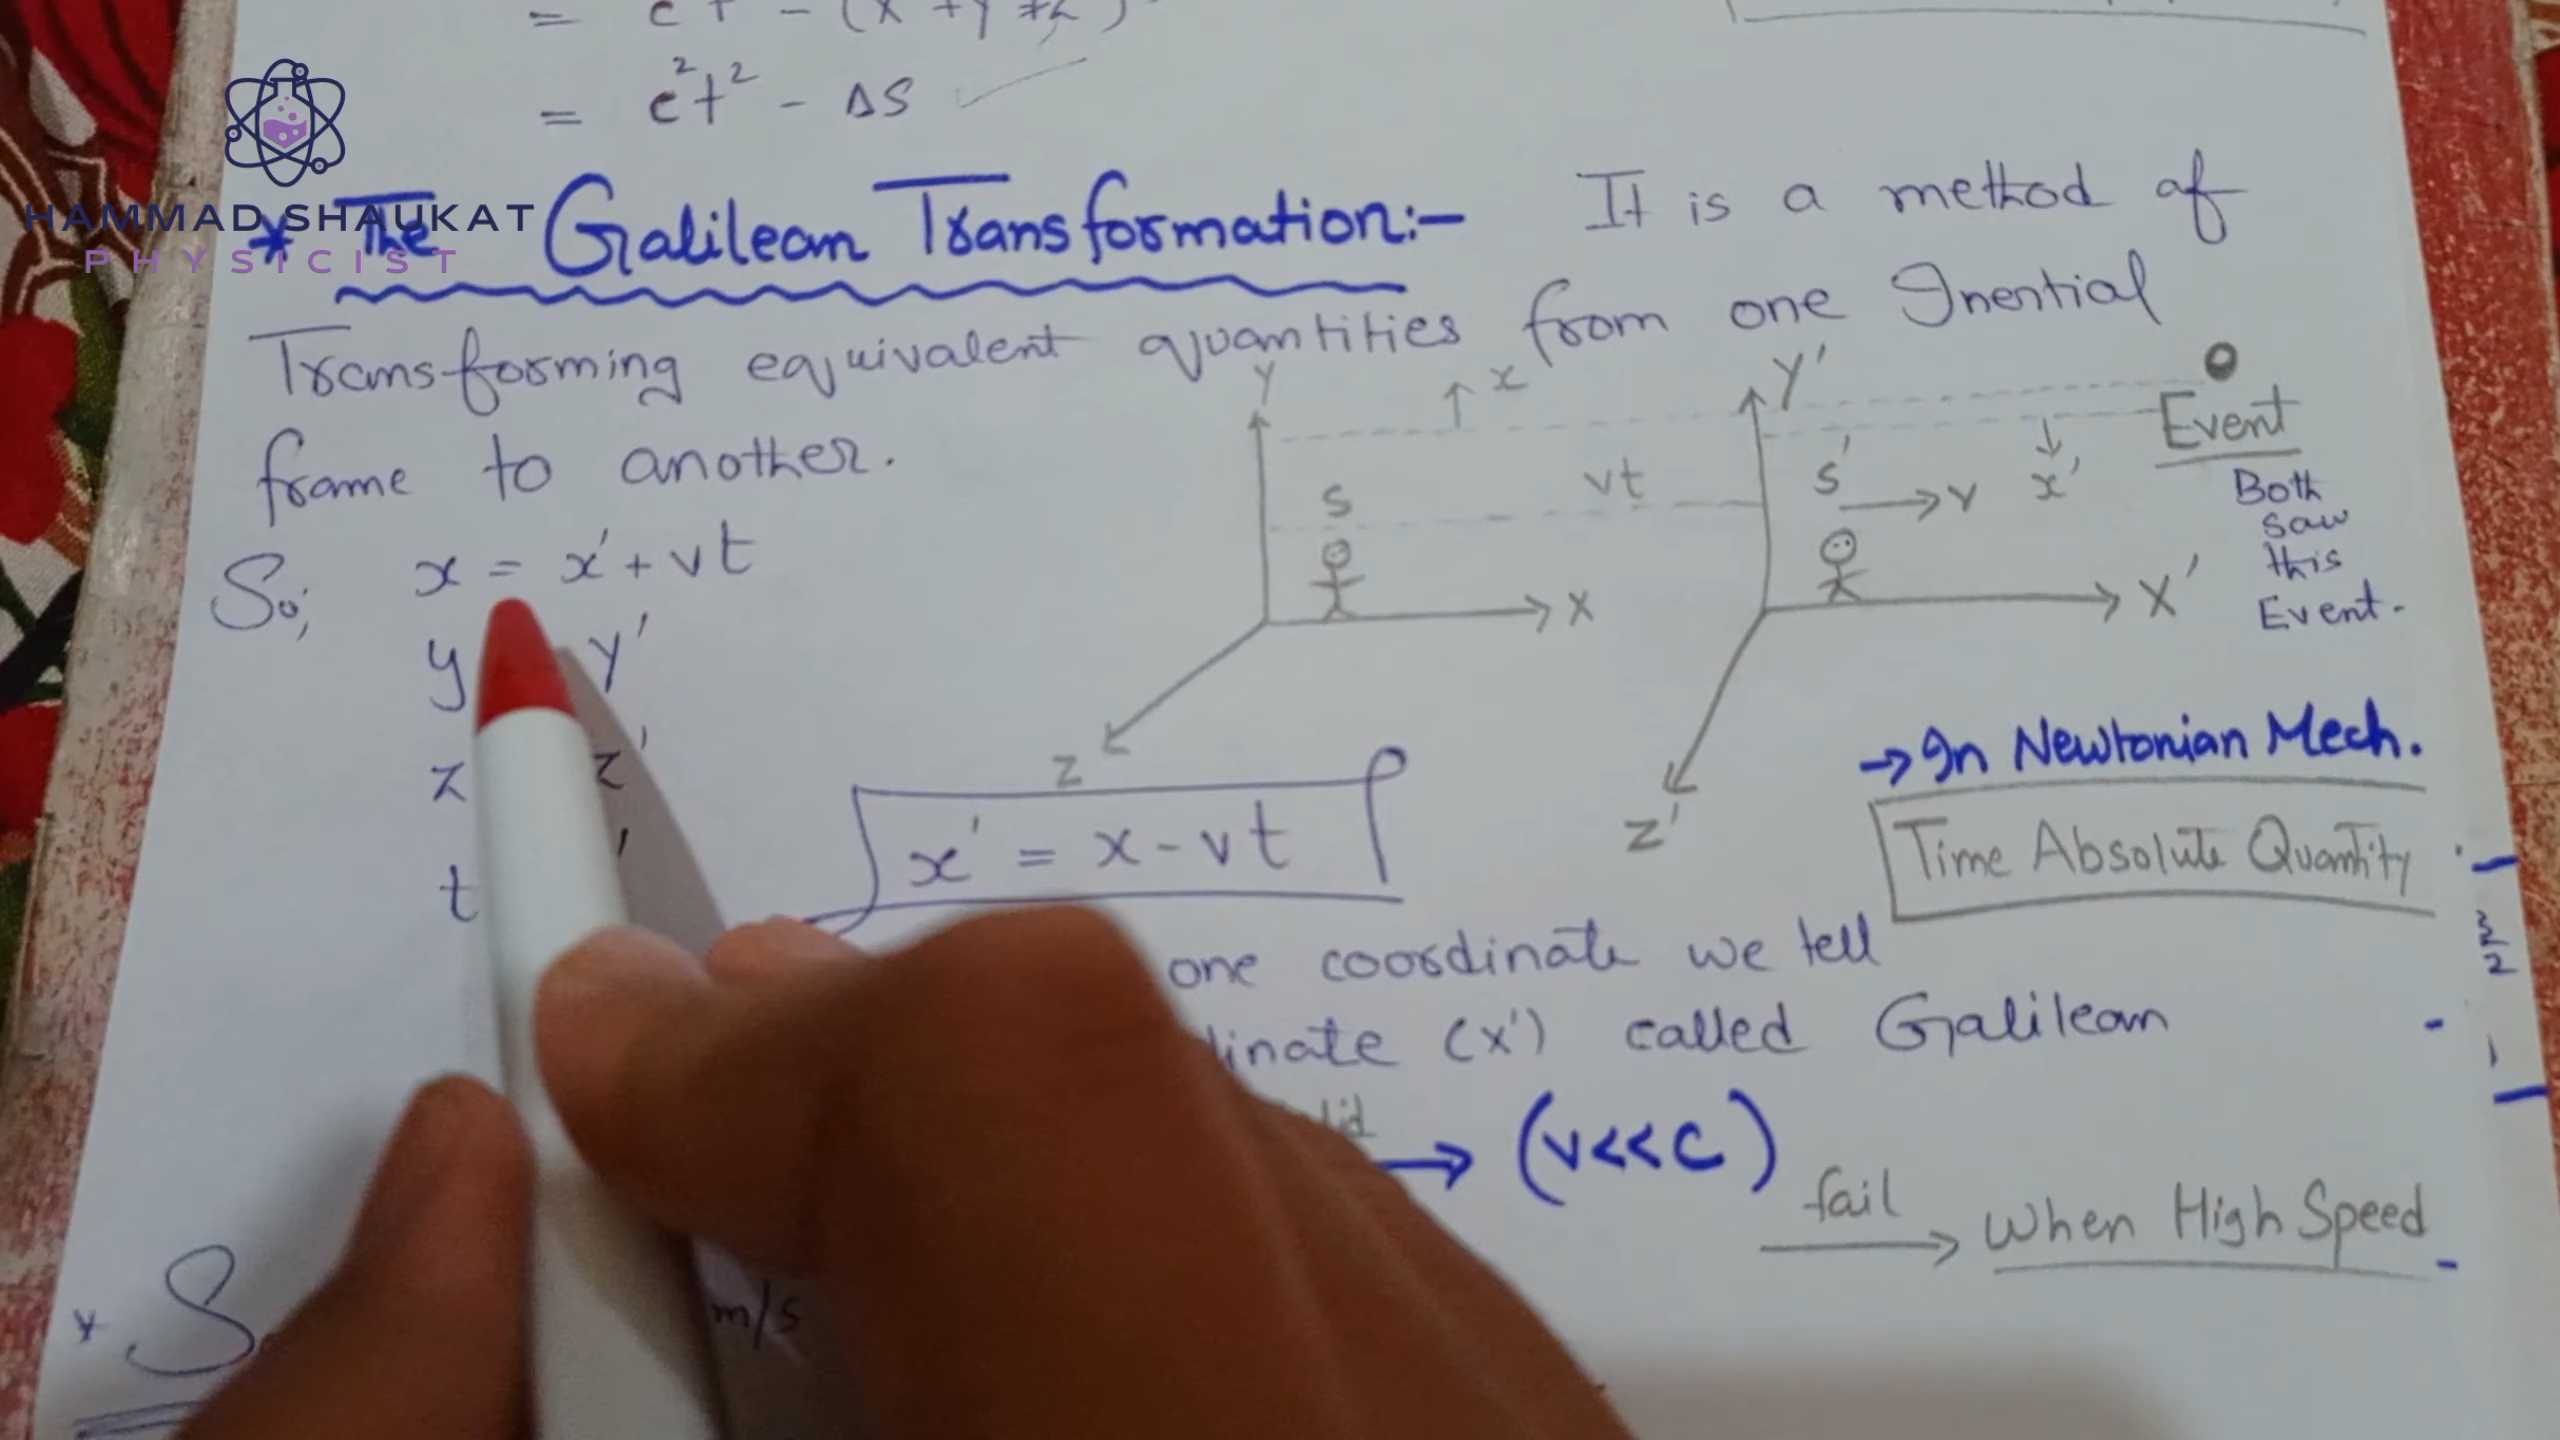 = c²t² - ΔS
HAMMAD SHAUKAT
PHYSICIST
* The Galilean Transformation:- It is a method of
Transforming equivalent quantities from one Inertial
frame to another.
Y
x
Y'
Event
Both
saw
this
Event.
S
vt
S'
V
x'
X
X'
Z
Z'
So; x = x' + vt
y y'
z z'
t '
x' = x - vt
→ In Newtonian Mech.
Time Absolute Quantity
one coordinate we tell
dinate (x') called Galilean
→ (v<<c)
fail → when High Speed
m/s